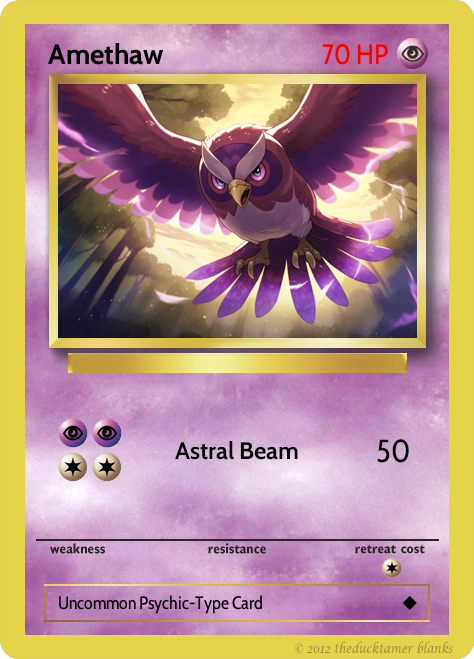 Amethaw 70 HP
Astral Beam 50
weakness resistance retreat cost
Uncommon Psychic-Type Card
© 2012 theducktamer blanks